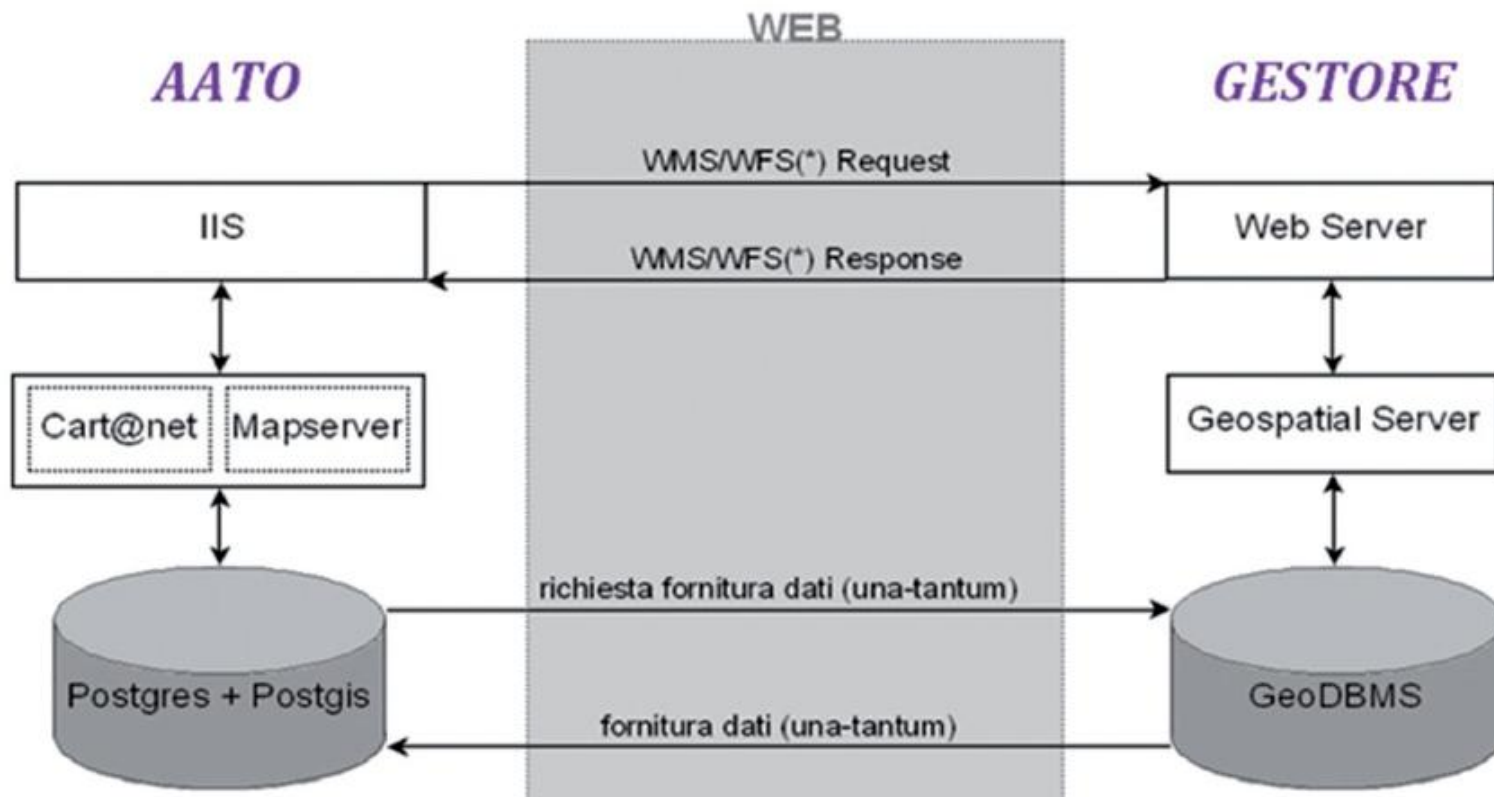 WEB
AATO
GESTORE
WMS/WFS(*) Request
IIS
Web Server
WMS/WFS(*) Response
Cart@net
Mapserver
Geospatial Server
richiesta fornitura dati (una-tantum)
Postgres + Postgis
GeoDBMS
fornitura dati (una-tantum)